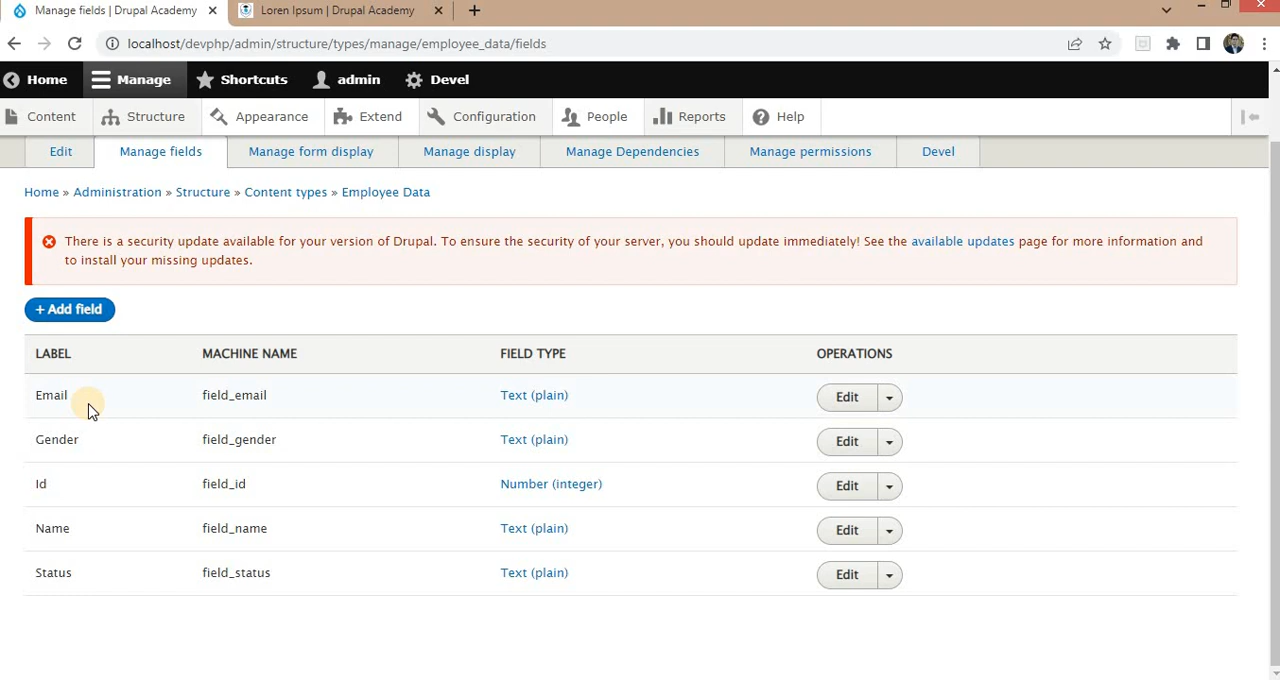 Manage fields | Drupal Academy
Loren Ipsum | Drupal Academy
localhost/devphp/admin/structure/types/manage/employee_data/fields
Home Manage Shortcuts admin Devel
Content Structure Appearance Extend Configuration People Reports Help
Edit Manage fields Manage form display Manage display Manage Dependencies Manage permissions Devel
Home » Administration » Structure » Content types » Employee Data
There is a security update available for your version of Drupal. To ensure the security of your server, you should update immediately! See the available updates page for more information and
to install your missing updates.
+ Add field
LABEL MACHINE NAME FIELD TYPE OPERATIONS
Email field_email Text (plain) Edit
Gender field_gender Text (plain) Edit
Id field_id Number (integer) Edit
Name field_name Text (plain) Edit
Status field_status Text (plain) Edit